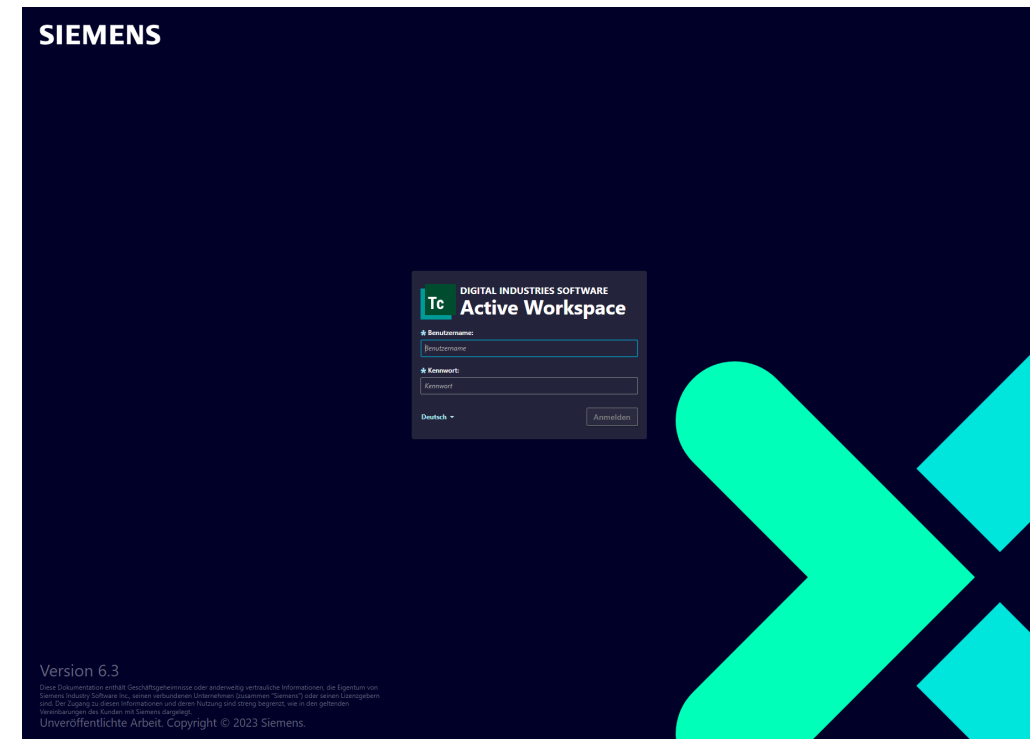 SIEMENS
Tc
DIGITAL INDUSTRIES SOFTWARE
Active Workspace
* Benutzername:
Benutzername
* Kennwort:
Kennwort
Deutsch
Anmelden
Version 6.3
Diese Dokumentation enthält Geschäftsgeheimnisse oder anderweitig vertrauliche Informationen, die Eigentum von
Siemens Industry Software Inc., seinen verbundenen Unternehmen (zusammen "Siemens") oder seinen Lizenzgebern
sind. Der Zugang zu diesen Informationen und deren Nutzung sind streng begrenzt, wie in den geltenden
Vereinbarungen des Kunden mit Siemens dargelegt.
Unveröffentlichte Arbeit. Copyright © 2023 Siemens.